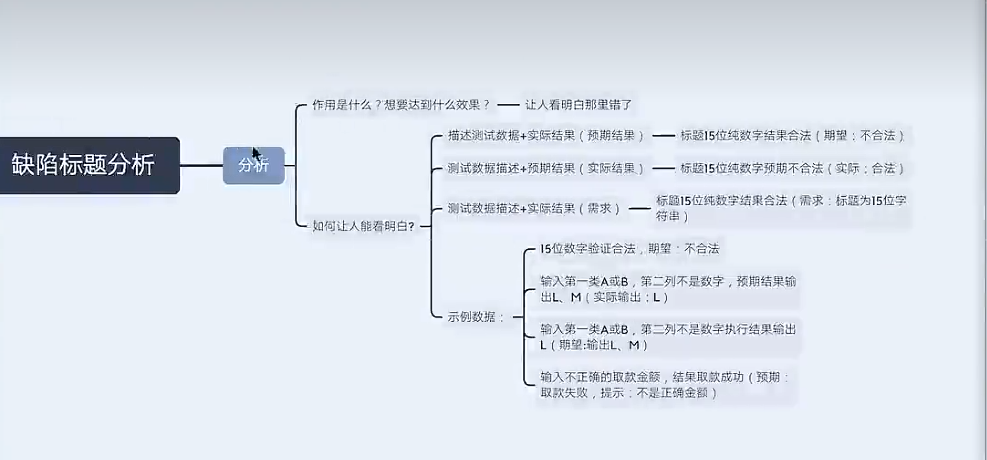 缺陷标题分析
分析
作用是什么？想要达到什么效果？
让人看明白那里错了
如何让人能看明白?
描述测试数据+实际结果（预期结果）
标题15位纯数字结果合法（期望：不合法）
测试数据描述+预期结果（实际结果）
标题15位纯数字预期不合法（实际：合法）
测试数据描述+实际结果（需求）
标题15位纯数字结果合法（需求：标题为15位字
符串）
示例数据：
15位数字验证合法，期望：不合法
输入第一类A或B，第二列不是数字，预期结果输
出L、M（实际输出：L）
输入第一类A或B，第二列不是数字执行结果输出
L（期望:输出L、M）
输入不正确的取款金额，结果取款成功（预期：
取款失败，提示：不是正确金额）